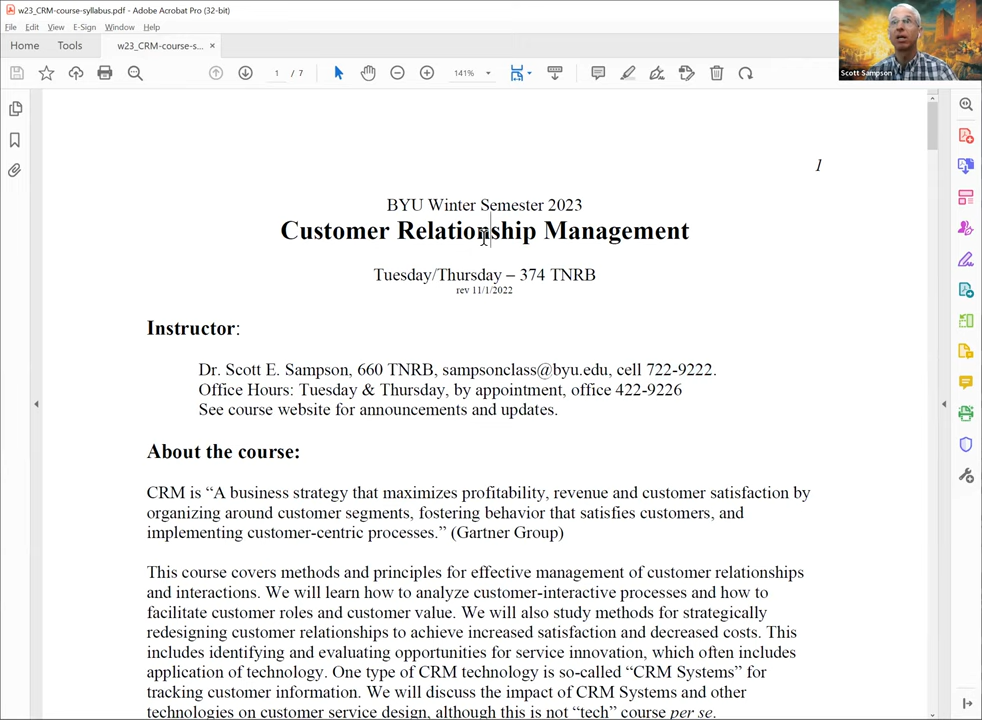 w23_CRM-course-syllabus.pdf - Adobe Acrobat Pro (32-bit)
File Edit View E-Sign Window Help
Home Tools w23_CRM-course-s... ×
1 / 7 141%
Scott Sampson
1
BYU Winter Semester 2023
Customer Relationship Management
Tuesday/Thursday – 374 TNRB
rev 11/1/2022
Instructor:
Dr. Scott E. Sampson, 660 TNRB, sampsonclass@byu.edu, cell 722-9222.
Office Hours: Tuesday & Thursday, by appointment, office 422-9226
See course website for announcements and updates.
About the course:
CRM is “A business strategy that maximizes profitability, revenue and customer satisfaction by
organizing around customer segments, fostering behavior that satisfies customers, and
implementing customer-centric processes.” (Gartner Group)
This course covers methods and principles for effective management of customer relationships
and interactions. We will learn how to analyze customer-interactive processes and how to
facilitate customer roles and customer value. We will also study methods for strategically
redesigning customer relationships to achieve increased satisfaction and decreased costs. This
includes identifying and evaluating opportunities for service innovation, which often includes
application of technology. One type of CRM technology is so-called “CRM Systems” for
tracking customer information. We will discuss the impact of CRM Systems and other
technologies on customer service design, although this is not “tech” course per se.